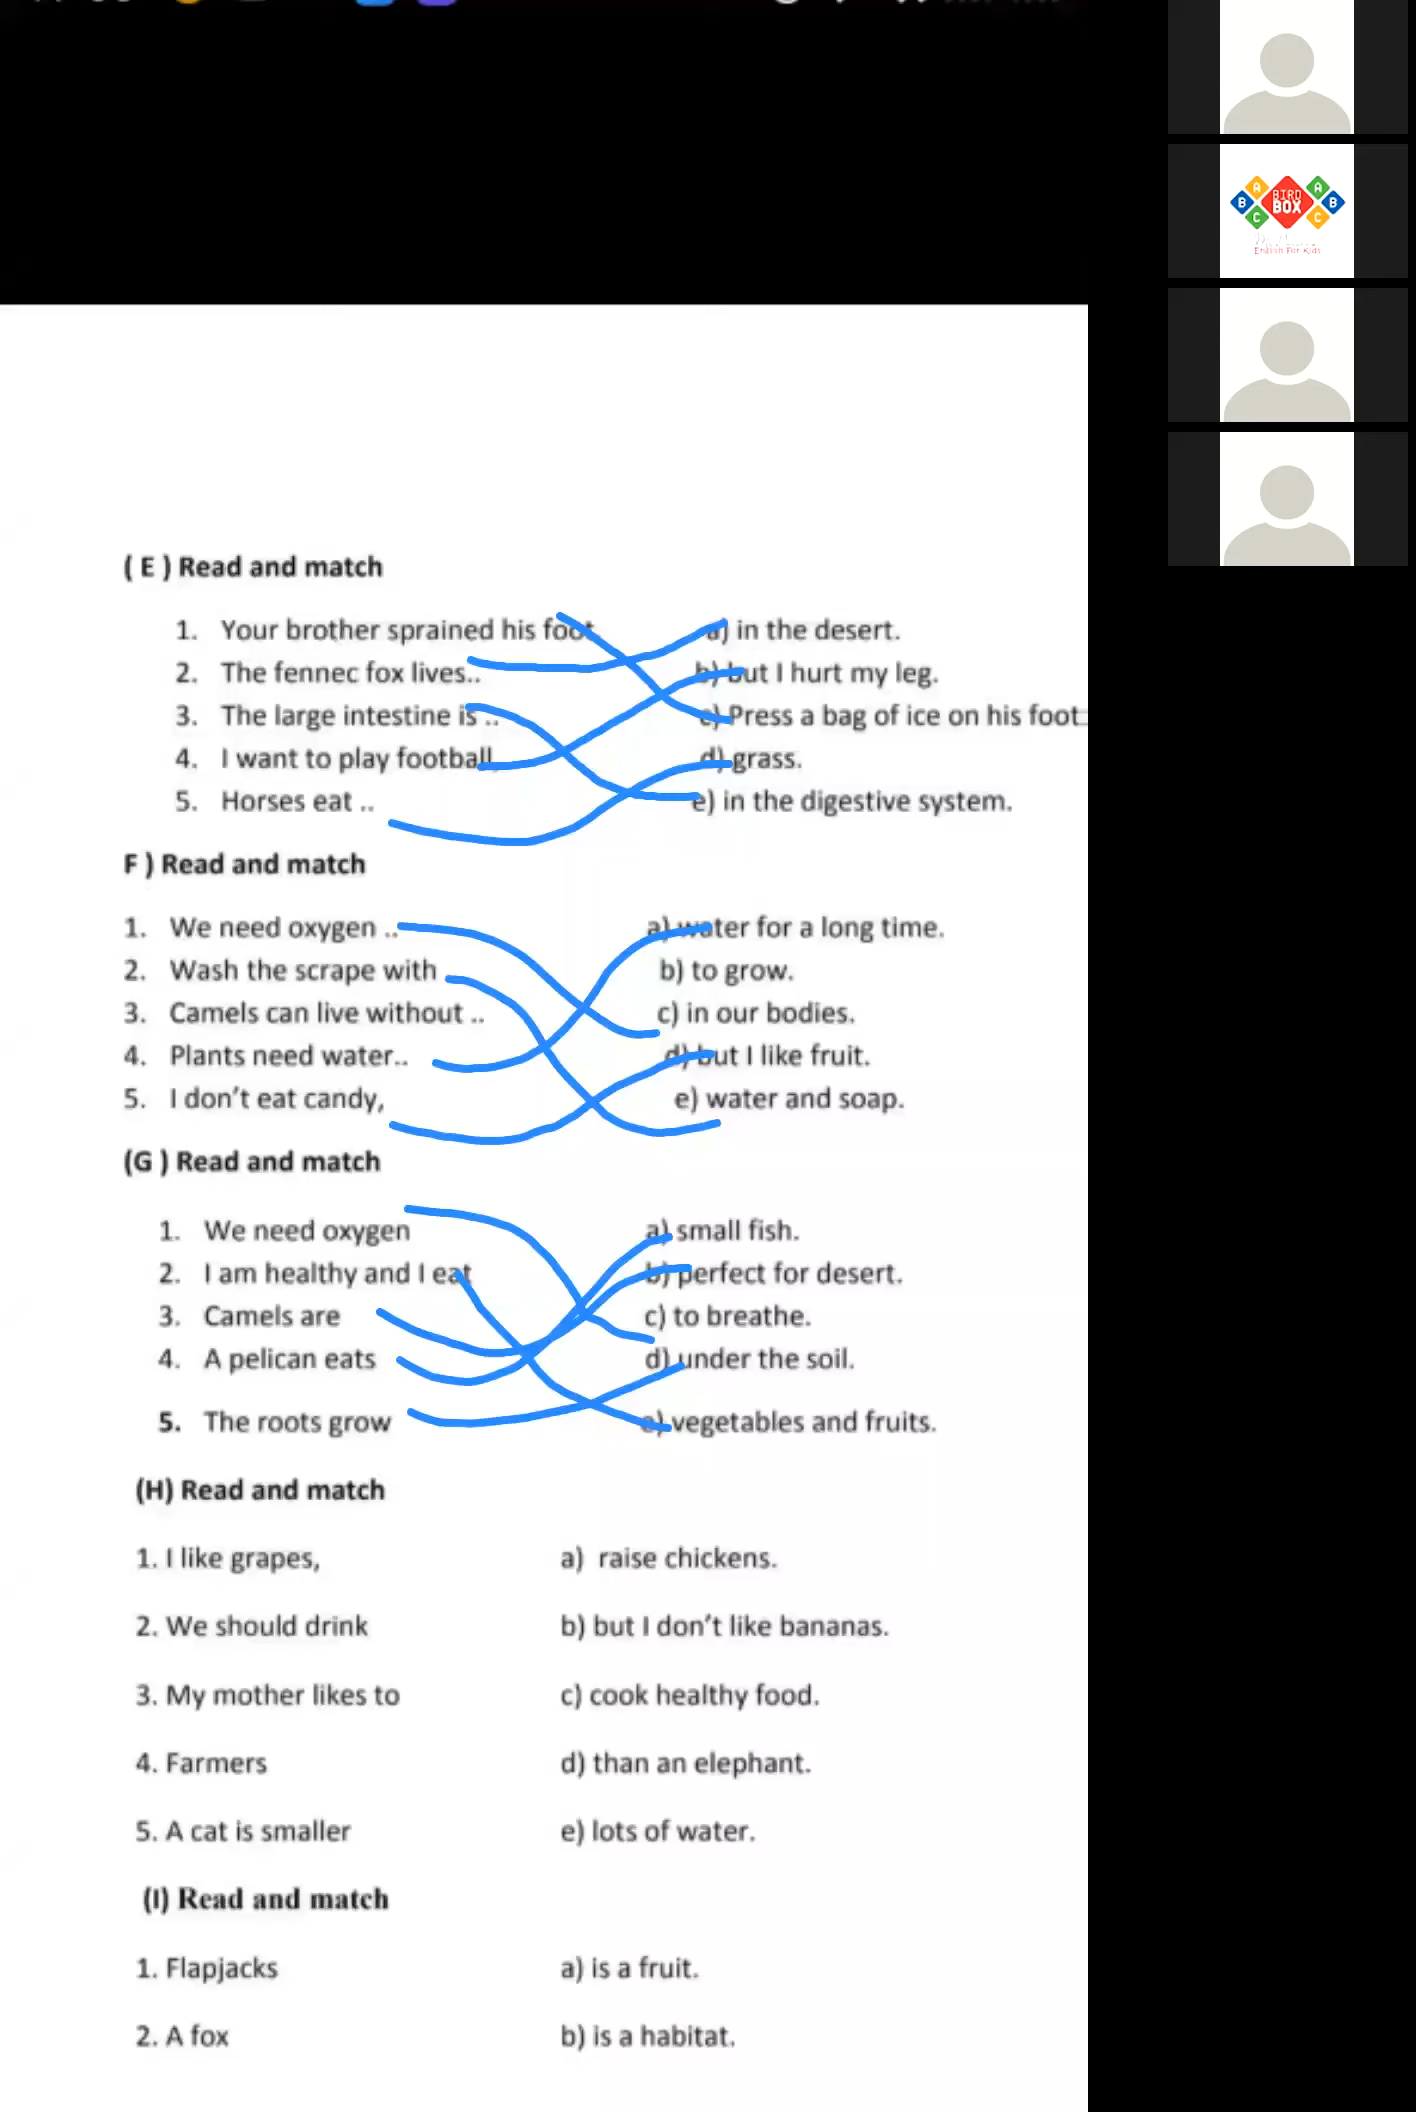 A
B
C
BIRD
BOX
A
B
C
English For Kids
( E ) Read and match
1. Your brother sprained his foot.
a) in the desert.
2. The fennec fox lives..
b) but I hurt my leg.
3. The large intestine is ..
c) Press a bag of ice on his foot.
4. I want to play football,
d) grass.
5. Horses eat ..
e) in the digestive system.
F ) Read and match
1. We need oxygen ..
a) water for a long time.
2. Wash the scrape with
b) to grow.
3. Camels can live without ..
c) in our bodies.
4. Plants need water..
d) but I like fruit.
5. I don't eat candy,
e) water and soap.
(G ) Read and match
1. We need oxygen
a) small fish.
2. I am healthy and I eat
b) perfect for desert.
3. Camels are
c) to breathe.
4. A pelican eats
d) under the soil.
5. The roots grow
e) vegetables and fruits.
(H) Read and match
1. I like grapes,
a) raise chickens.
2. We should drink
b) but I don't like bananas.
3. My mother likes to
c) cook healthy food.
4. Farmers
d) than an elephant.
5. A cat is smaller
e) lots of water.
(I) Read and match
1. Flapjacks
a) is a fruit.
2. A fox
b) is a habitat.